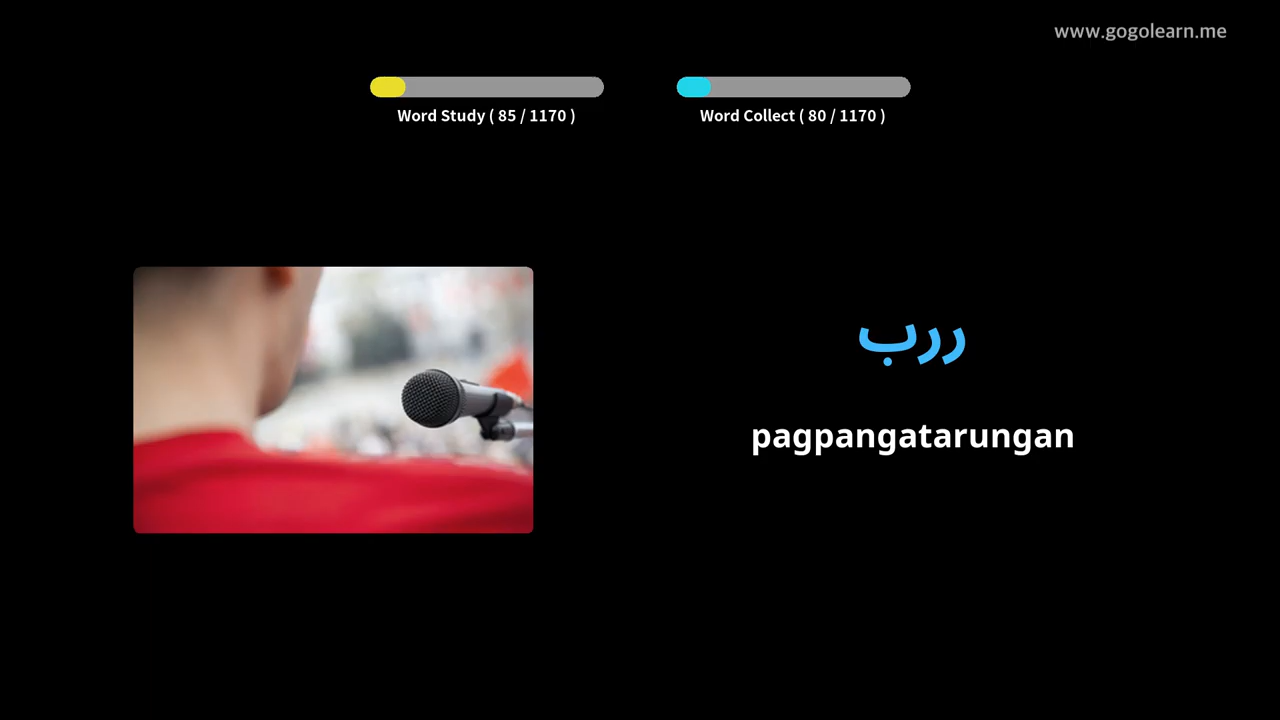 www.gogolearn.me
Word Study ( 85 / 1170 )
Word Collect ( 80 / 1170 )
ررب
pagpangatarungan